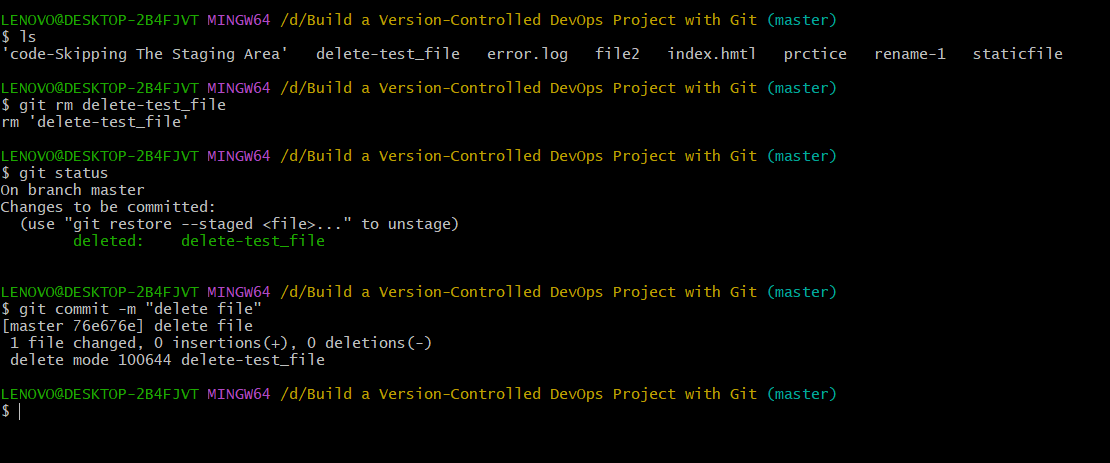 LENOVO@DESKTOP-2B4FJVT MINGW64 /d/Build a Version-Controlled DevOps Project with Git (master)
$ ls
'code-Skipping The Staging Area'   delete-test_file   error.log   file2   index.hmtl   prctice   rename-1   staticfile
LENOVO@DESKTOP-2B4FJVT MINGW64 /d/Build a Version-Controlled DevOps Project with Git (master)
$ git rm delete-test_file
rm 'delete-test_file'
LENOVO@DESKTOP-2B4FJVT MINGW64 /d/Build a Version-Controlled DevOps Project with Git (master)
$ git status
On branch master
Changes to be committed:
  (use "git restore --staged <file>..." to unstage)
        deleted:    delete-test_file
LENOVO@DESKTOP-2B4FJVT MINGW64 /d/Build a Version-Controlled DevOps Project with Git (master)
$ git commit -m "delete file"
[master 76e676e] delete file
 1 file changed, 0 insertions(+), 0 deletions(-)
 delete mode 100644 delete-test_file
LENOVO@DESKTOP-2B4FJVT MINGW64 /d/Build a Version-Controlled DevOps Project with Git (master)
$